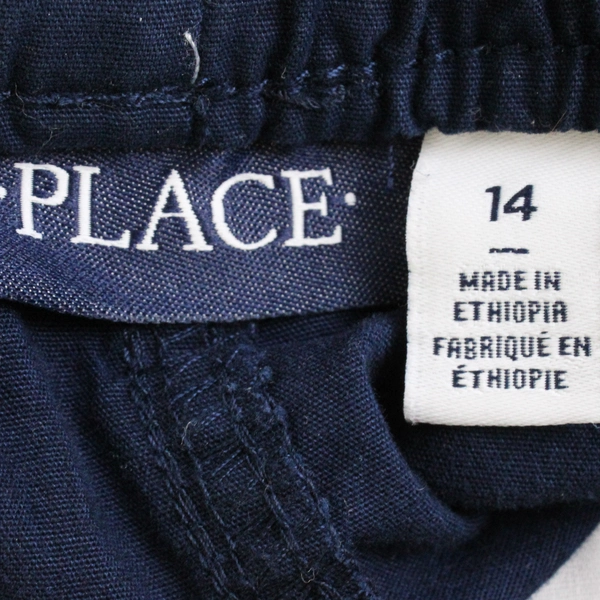 ·PLACE·
14
MADE IN
ETHIOPIA
FABRIQUÉ EN
ÉTHIOPIE